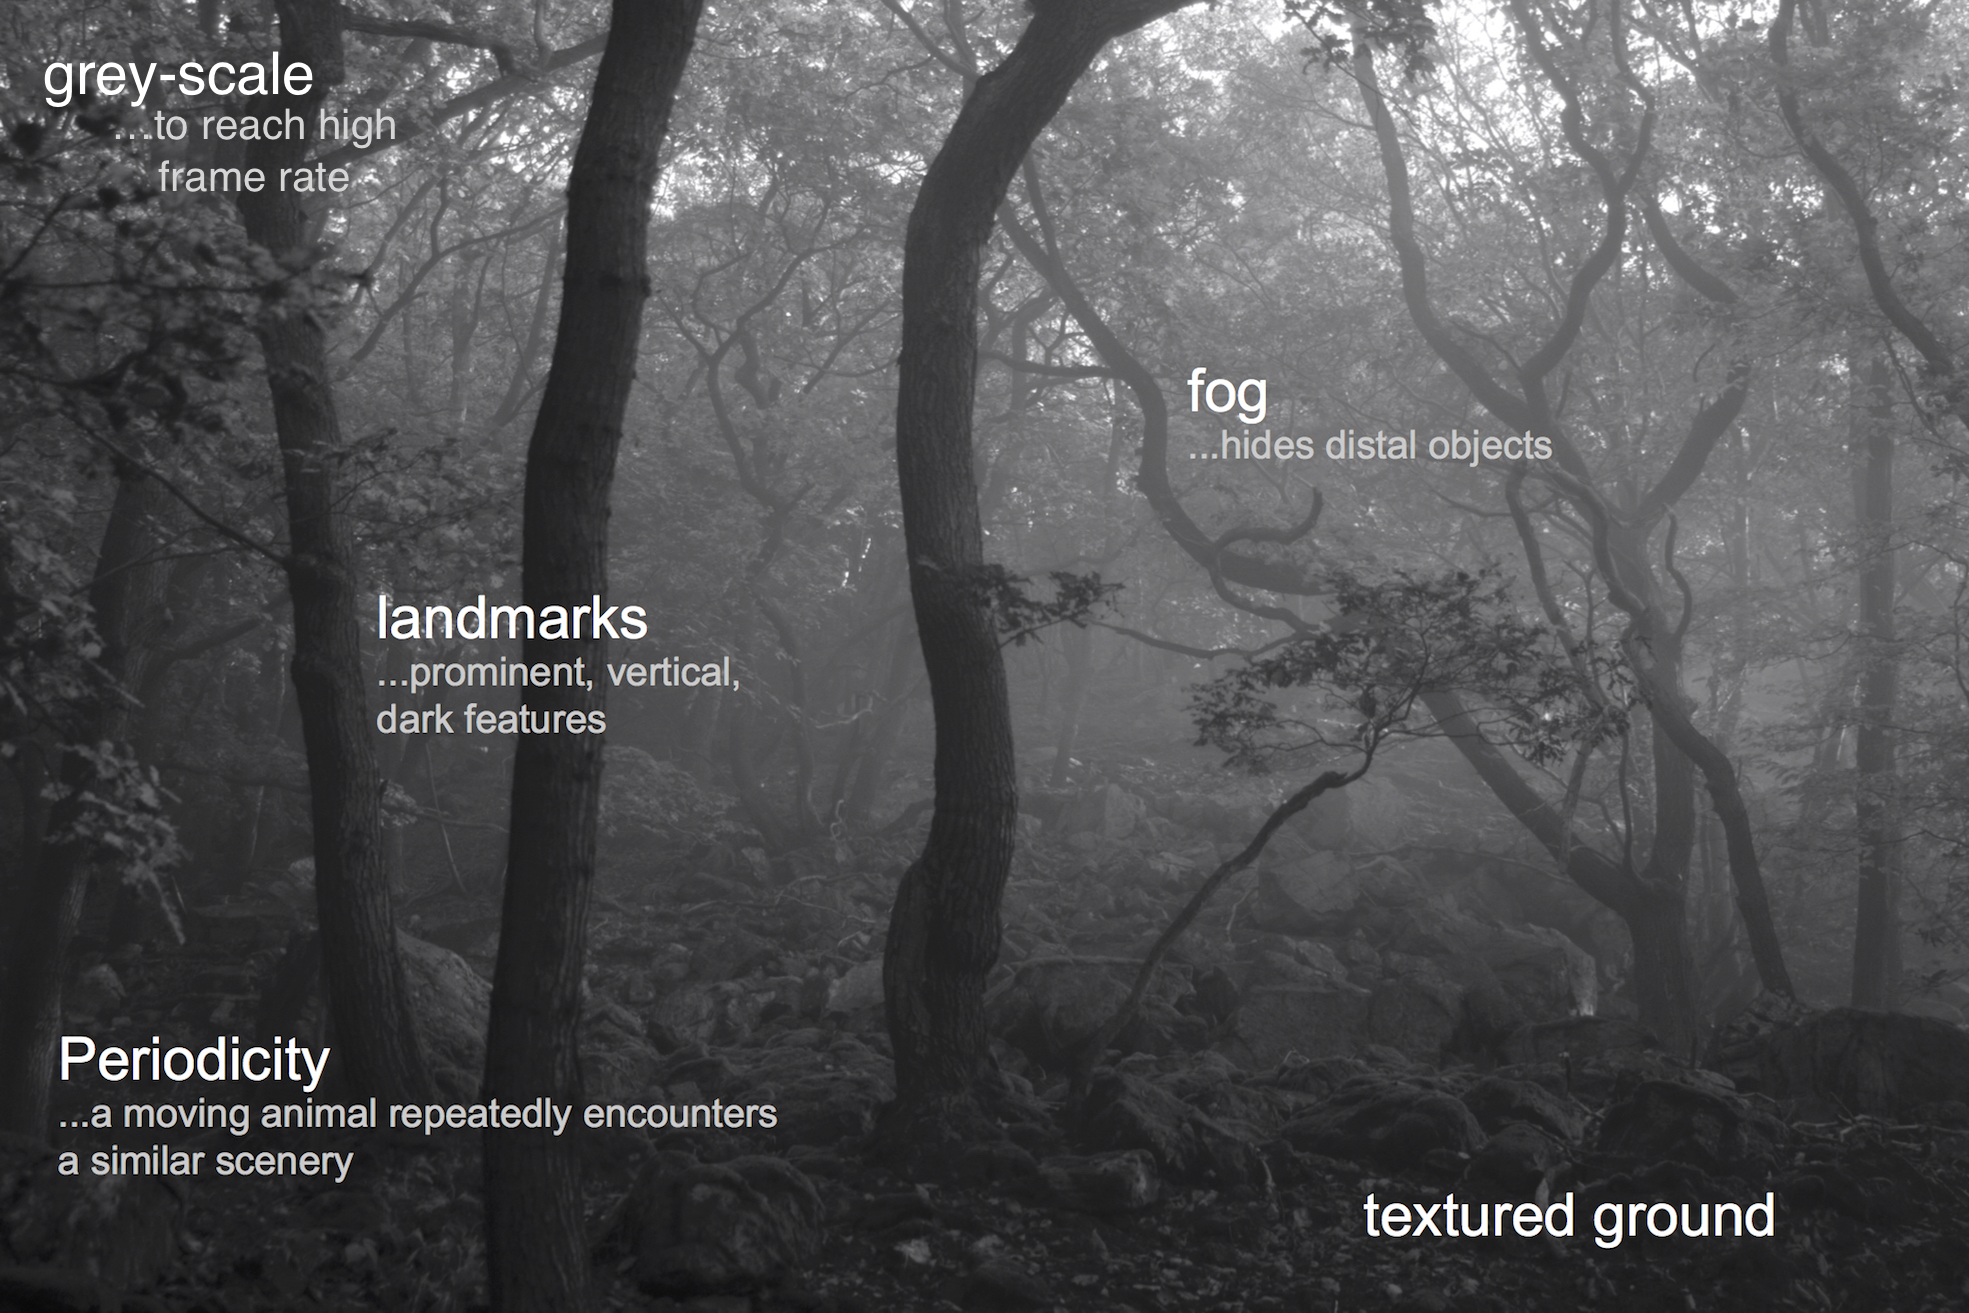 grey-scale
...to reach high
frame rate
fog
...hides distal objects
landmarks
...prominent, vertical,
dark features
Periodicity
...a moving animal repeatedly encounters
a similar scenery
textured ground